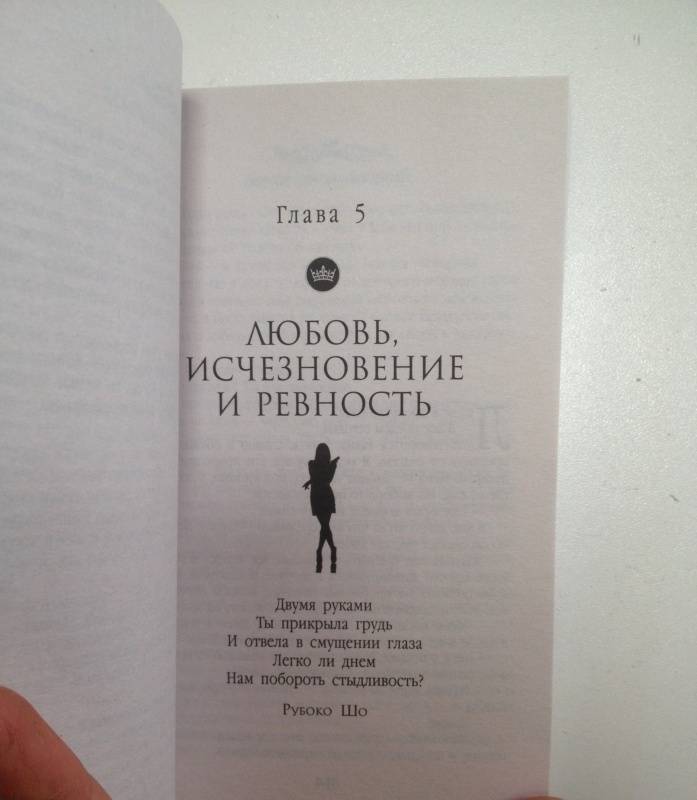 Глава 5
ЛЮБОВЬ,
ИСЧЕЗНОВЕНИЕ
И РЕВНОСТЬ
Двумя руками
Ты прикрыла грудь
И отвела в смущении глаза
Легко ли днем
Нам побороть стыдливость?
Рубоко Шо